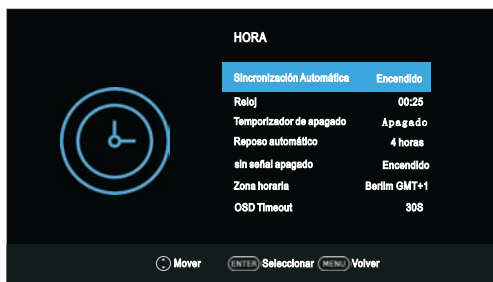 HORA
Sincronización Automática Encendido
Reloj 00:25
Temporizador de apagado Apagado
Reposo automático 4 horas
sin señal apagado Encendido
Zona horaria Berlim GMT+1
OSD Timeout 30S
Mover ENTER Seleccionar MENU Volver